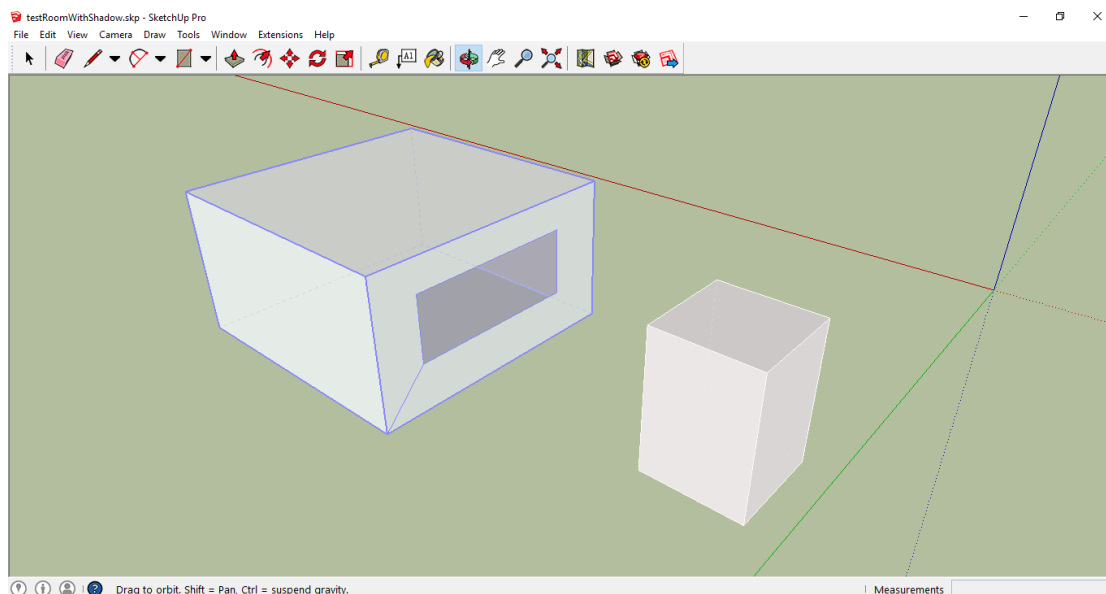 testRoomWithShadow.skp - SketchUp Pro
File Edit View Camera Draw Tools Window Extensions Help
A1
Drag to orbit. Shift = Pan, Ctrl = suspend gravity.
Measurements